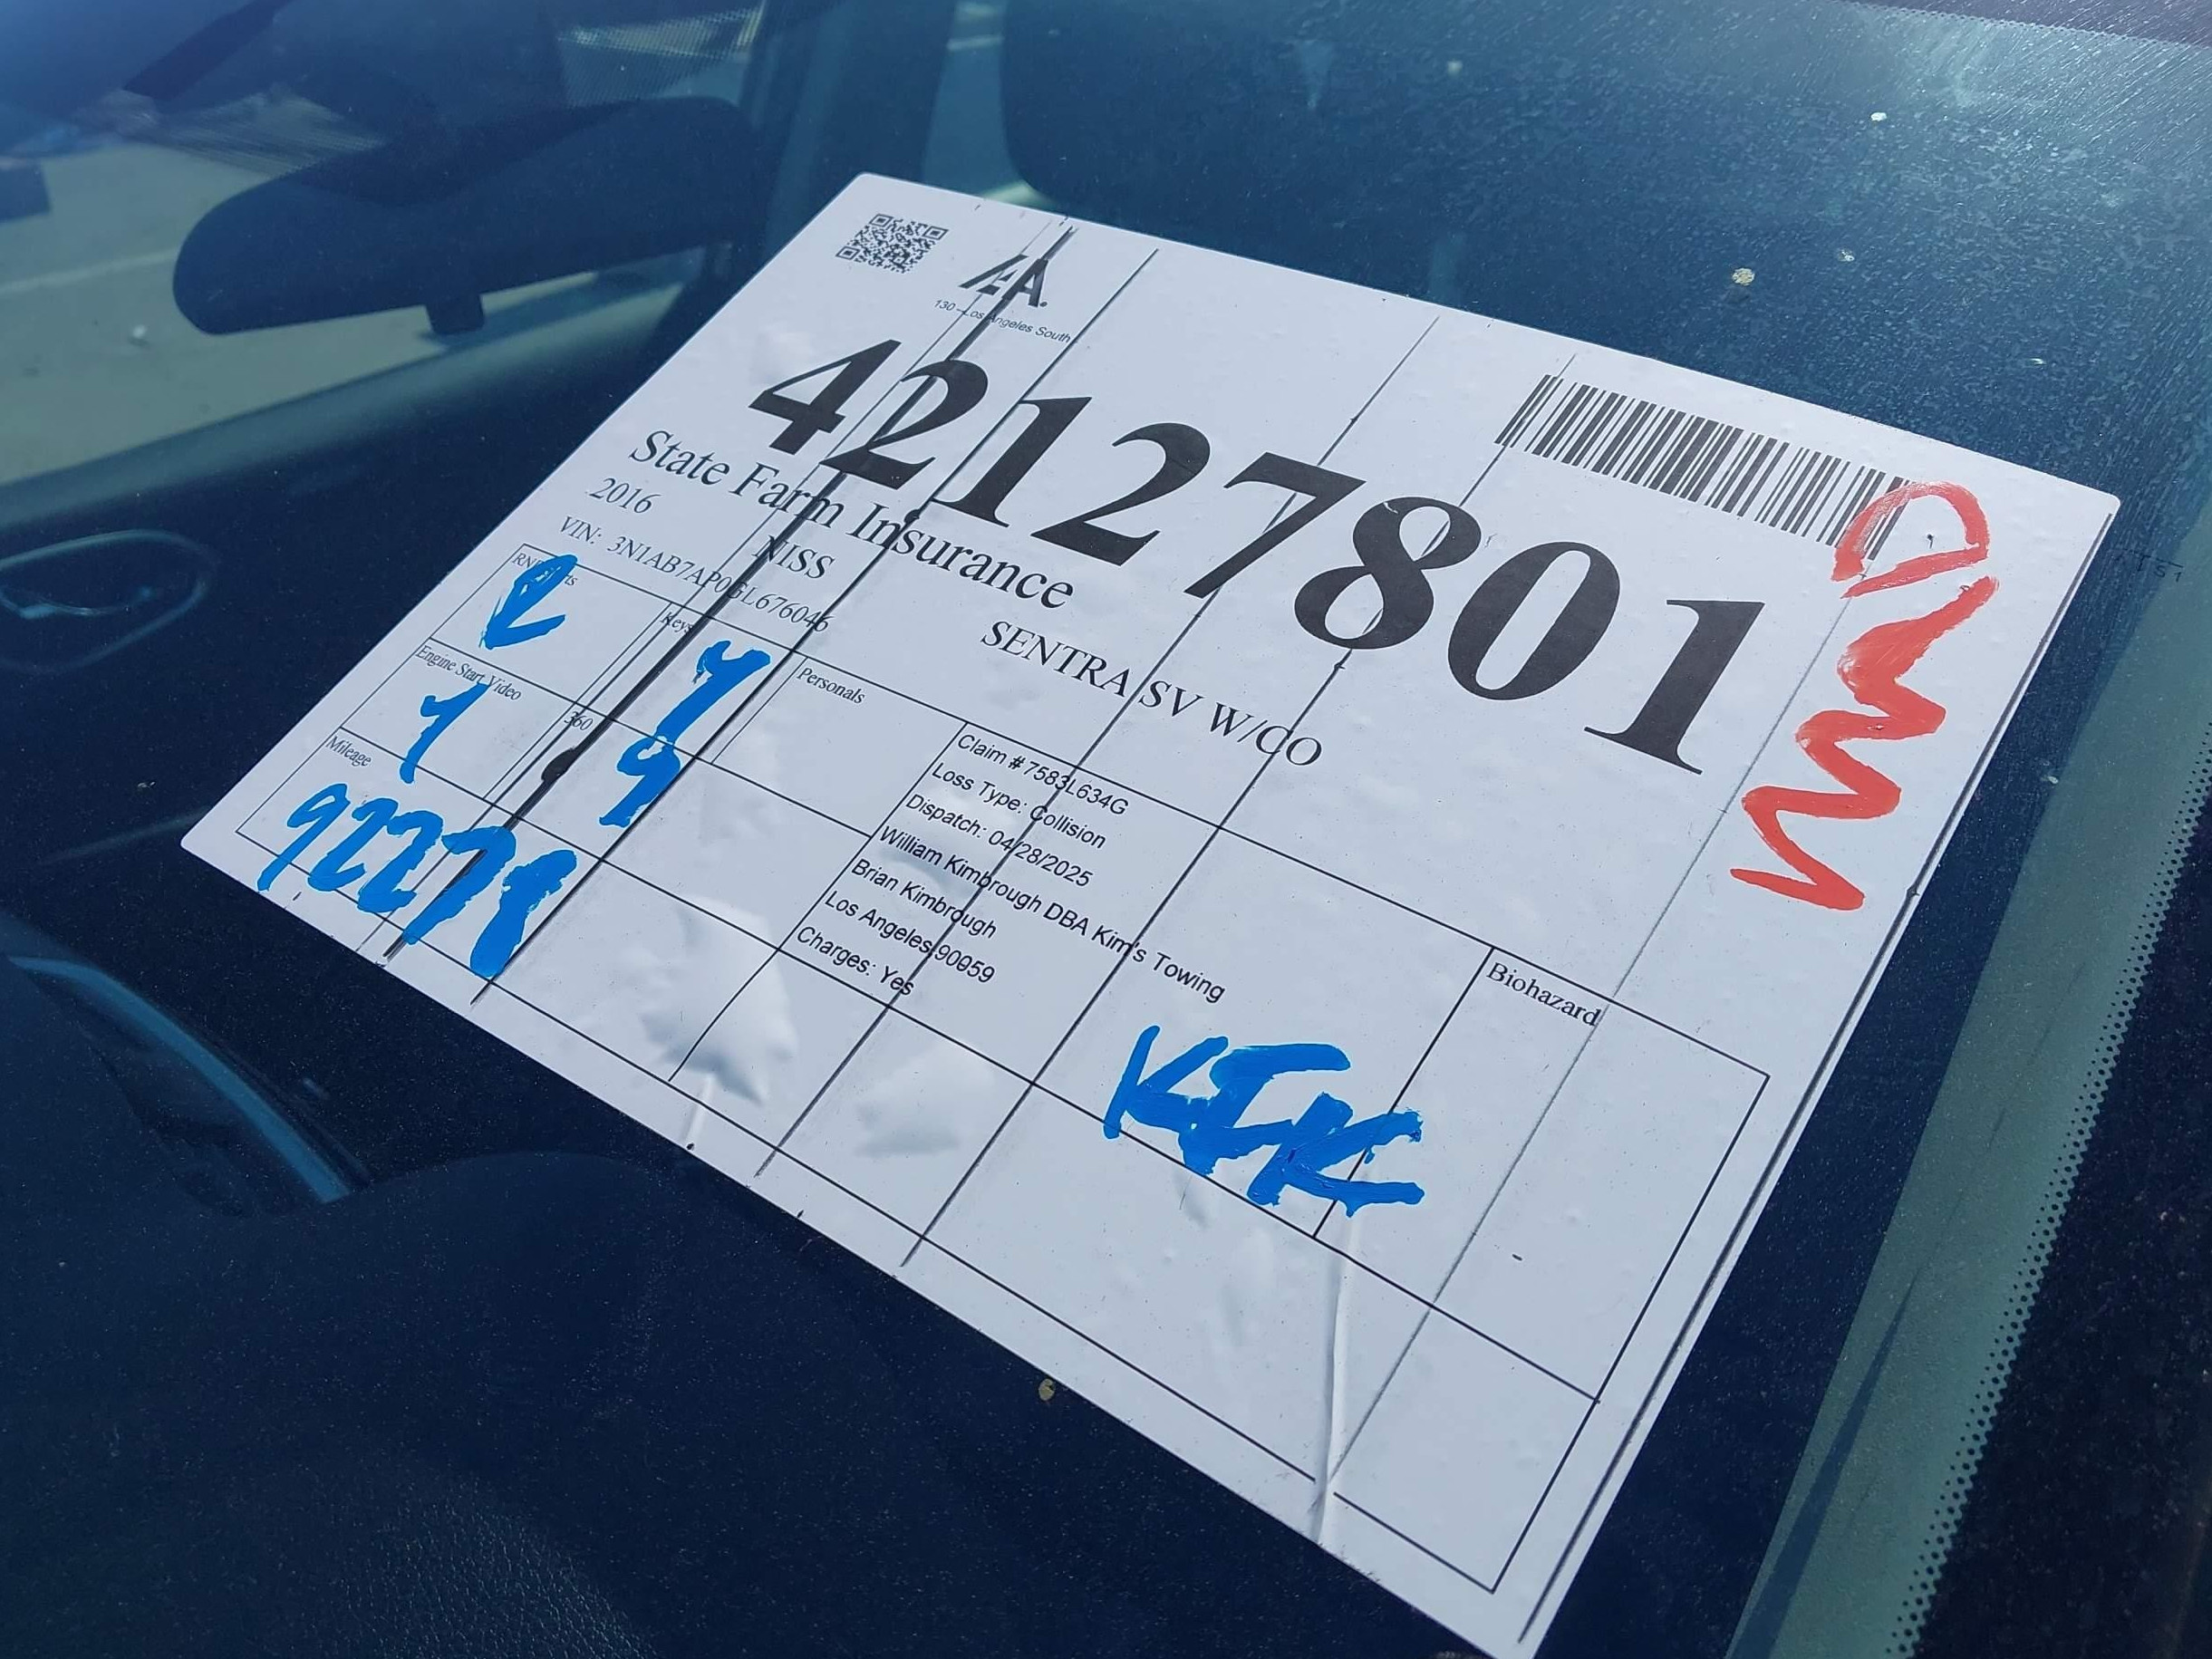 IAA.
130 - Los Angeles South
42127801
State Farm Insurance
2016 NISS SENTRA SV W/CO
VIN: 3N1AB7AP0GL676046
Keys
Y
Personals
Engine Start Video
Y
360
9
Mileage
Claim # 7583L634G
Loss Type: Collision
Dispatch: 04/28/2025
William Kimbrough DBA Kim's Towing
Brian Kimbrough
Los Angeles 90059
Charges: Yes
Biohazard